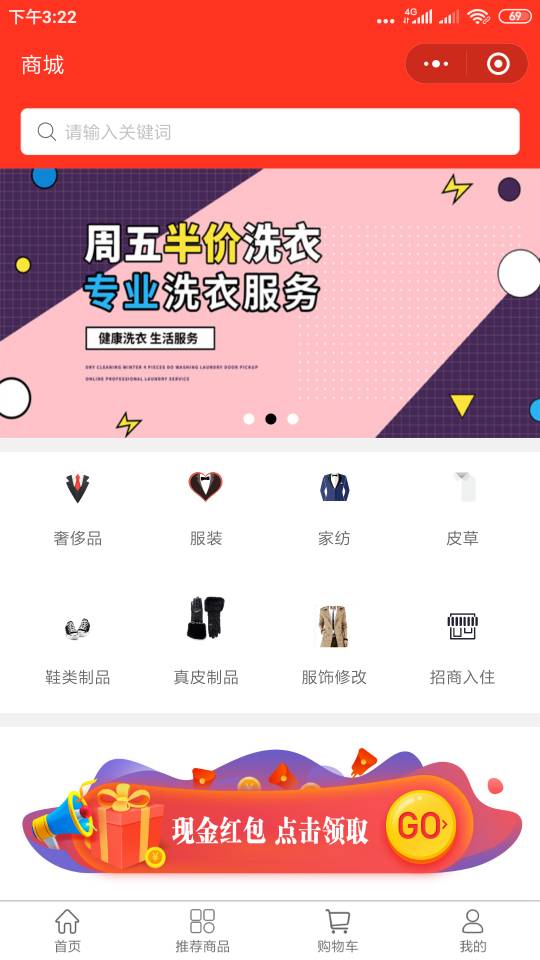 下午3:22
4G
69
商城
请输入关键词
周五半价洗衣
专业洗衣服务
健康洗衣 生活服务
DRY CLEANING WINTER 4 PIECES DO WASHING LAUNDRY DOOR PICKUP
ONLINE PROFESSIONAL LAUNDRY SERVICE
奢侈品 服装 家纺 皮草
鞋类制品 真皮制品 服饰修改 招商入住
现金红包 点击领取 GO
首页 推荐商品 购物车 我的